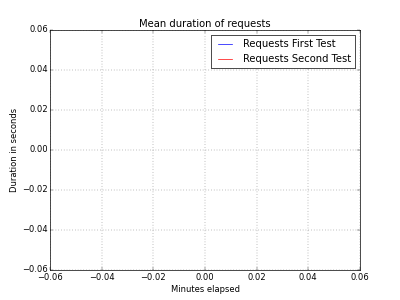 Mean duration of requests
0.06
Requests First Test
Requests Second Test
0.04
0.02
0.00
−0.02
−0.04
−0.06
Duration in seconds
−0.06 −0.04 −0.02 0.00 0.02 0.04 0.06
Minutes elapsed